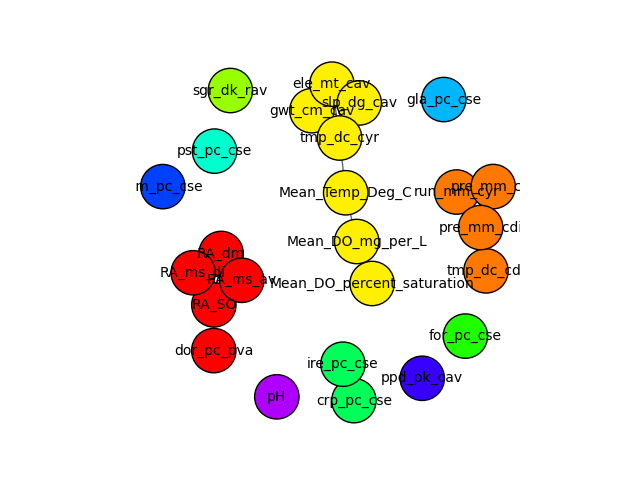 ele_mt_cav
sgr_dk_rav
slp_dg_cav
gla_pc_cse
gwt_cm_cav
tmp_dc_cyr
pst_pc_cse
m_pc_cse
Mean_Temp_Deg_C
run_mm_cyr
pre_mm_c
pre_mm_cdi
Mean_DO_mg_per_L
RA_dm
RA_ms_di
RA_ms_av
Mean_DO_percent_saturation
tmp_dc_cd
RA_SO
for_pc_cse
dor_pc_pva
ire_pc_cse
ppd_pk_cav
pH
crp_pc_cse